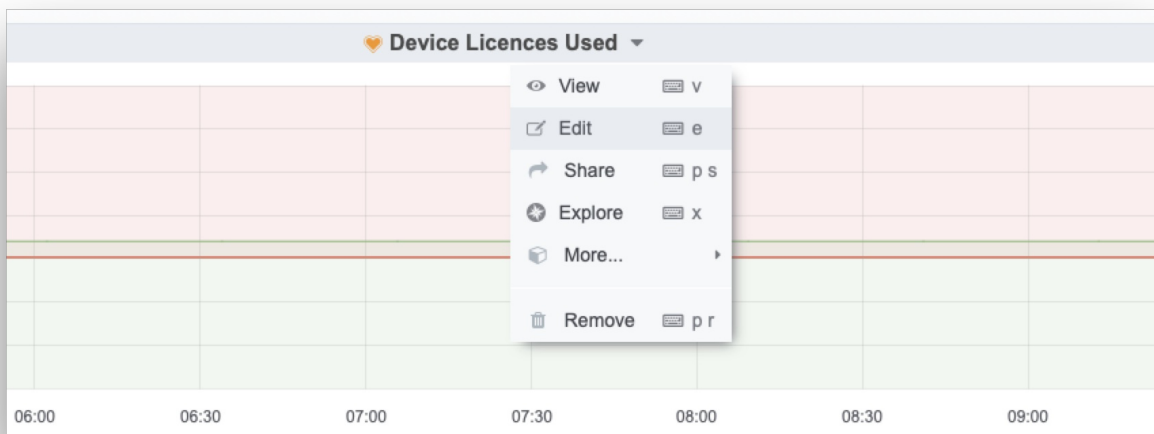 Device Licences Used
View v
Edit e
Share p s
Explore x
More...
Remove p r
06:00 06:30 07:00 07:30 08:00 08:30 09:00